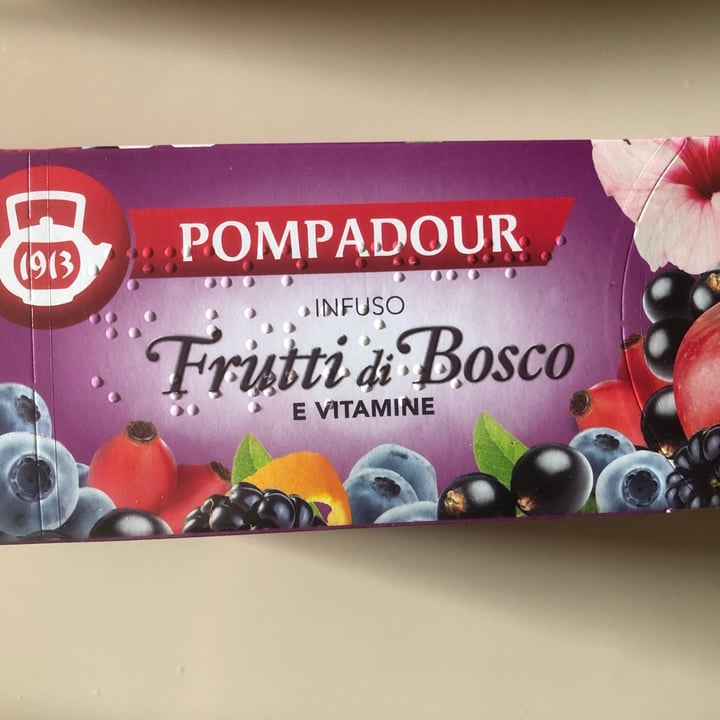 1913
POMPADOUR
INFUSO
Frutti di Bosco
E VITAMINE